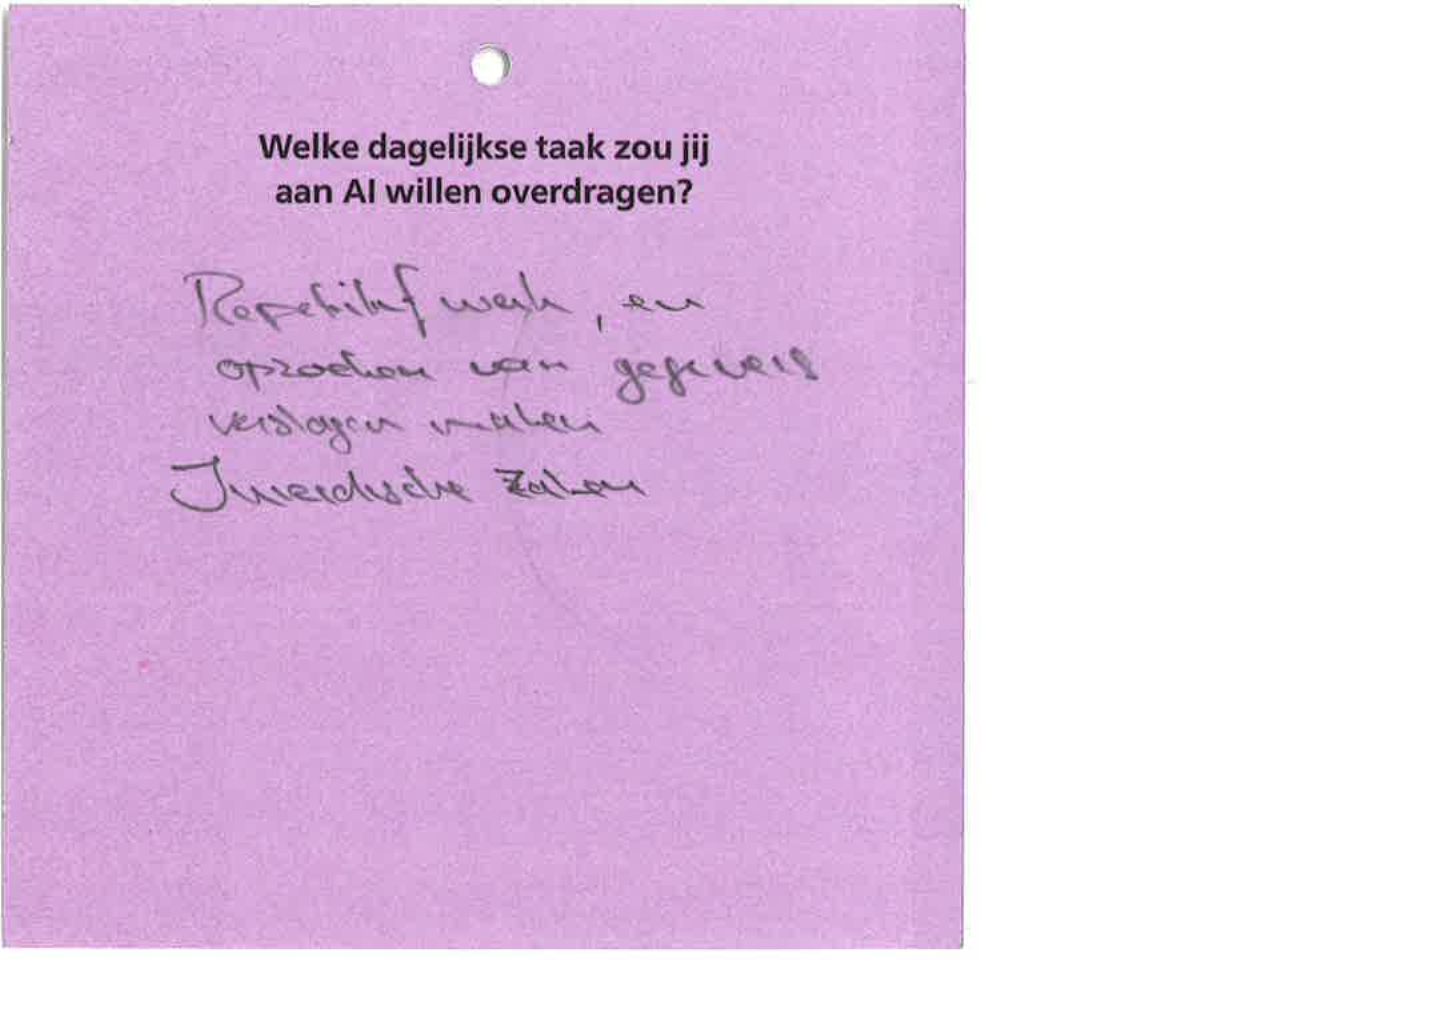 Welke dagelijkse taak zou jij
aan AI willen overdragen?
Repetitief werk, en
opzoeken van gegevens
verslagen maken
Juridische zaken